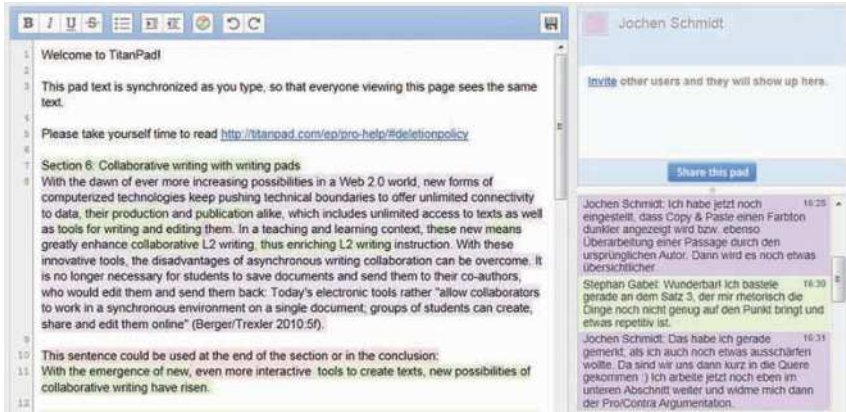 B I U S
Jochen Schmidt
1 Welcome to TitanPad!
2
3 This pad text is synchronized as you type, so that everyone viewing this page sees the same
text.
4
5 Please take yourself time to read http://titanpad.com/ep/pro-help/#deletionpolicy
6
7 Section 6: Collaborative writing with writing pads
8 With the dawn of ever more increasing possibilities in a Web 2.0 world, new forms of
computerized technologies keep pushing technical boundaries to offer unlimited connectivity
to data, their production and publication alike, which includes unlimited access to texts as well
as tools for writing and editing them. In a teaching and learning context, these new means
greatly enhance collaborative L2 writing, thus enriching L2 writing instruction. With these
innovative tools, the disadvantages of asynchronous writing collaboration can be overcome. It
is no longer necessary for students to save documents and send them to their co-authors,
who would edit them and send them back. Today's electronic tools rather "allow collaborators
to work in a synchronous environment on a single document; groups of students can create,
share and edit them online" (Berger/Trexler 2010:5f).
9
10 This sentence could be used at the end of the section or in the conclusion:
11 With the emergence of new, even more interactive tools to create texts, new possibilities of
collaborative writing have risen.
12
Invite other users and they will show up here.
Share this pad
Jochen Schmidt: Ich habe jetzt noch 16:25
eingestellt, dass Copy & Paste einen Farbton
dunkler angezeigt wird bzw. ebenso
Überarbeitung einer Passage durch den
ursprünglichen Autor. Dann wird es noch etwas
übersichtlicher.
Stephan Gabel: Wunderbar! Ich bastele 16:30
gerade an dem Satz 3, der mir rhetorisch die
Dinge noch nicht genug auf den Punkt bringt und
etwas repetitiv ist.
Jochen Schmidt: Das habe ich gerade 16:31
gemerkt, als ich auch noch etwas ausschärfen
wollte. Da sind wir uns dann kurz in die Quere
gekommen :) Ich arbeite jetzt noch eben im
unteren Abschnitt weiter und widme mich dann
der Pro/Contra Argumentation.